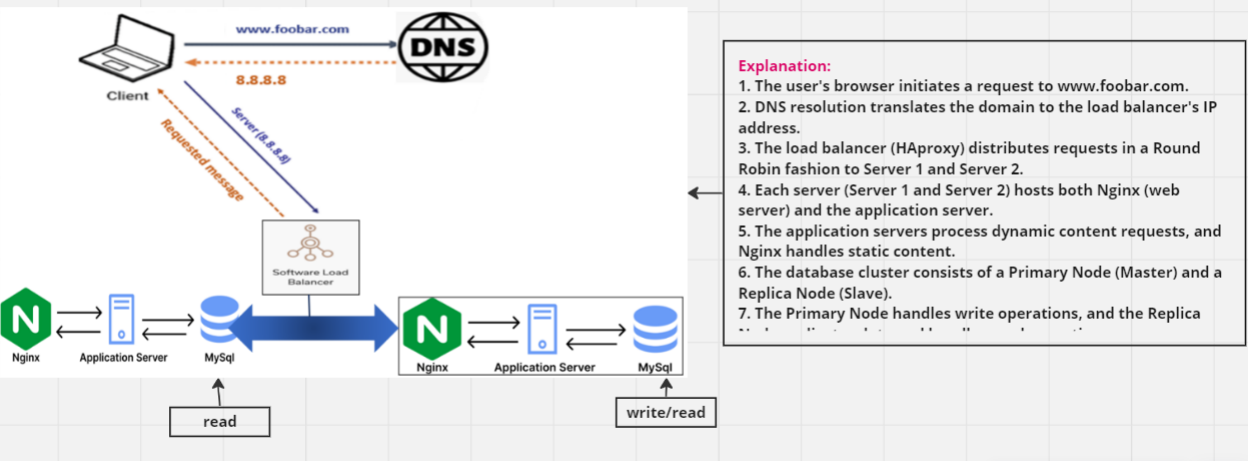 www.foobar.com
DNS
8.8.8.8
Client
Server (8.8.8.8)
Requested message
Software Load
Balancer
N
Nginx
Application Server
MySql
N
Nginx
Application Server
MySql
read
write/read
Explanation:
1. The user's browser initiates a request to www.foobar.com.
2. DNS resolution translates the domain to the load balancer's IP
address.
3. The load balancer (HAproxy) distributes requests in a Round
Robin fashion to Server 1 and Server 2.
4. Each server (Server 1 and Server 2) hosts both Nginx (web
server) and the application server.
5. The application servers process dynamic content requests, and
Nginx handles static content.
6. The database cluster consists of a Primary Node (Master) and a
Replica Node (Slave).
7. The Primary Node handles write operations, and the Replica